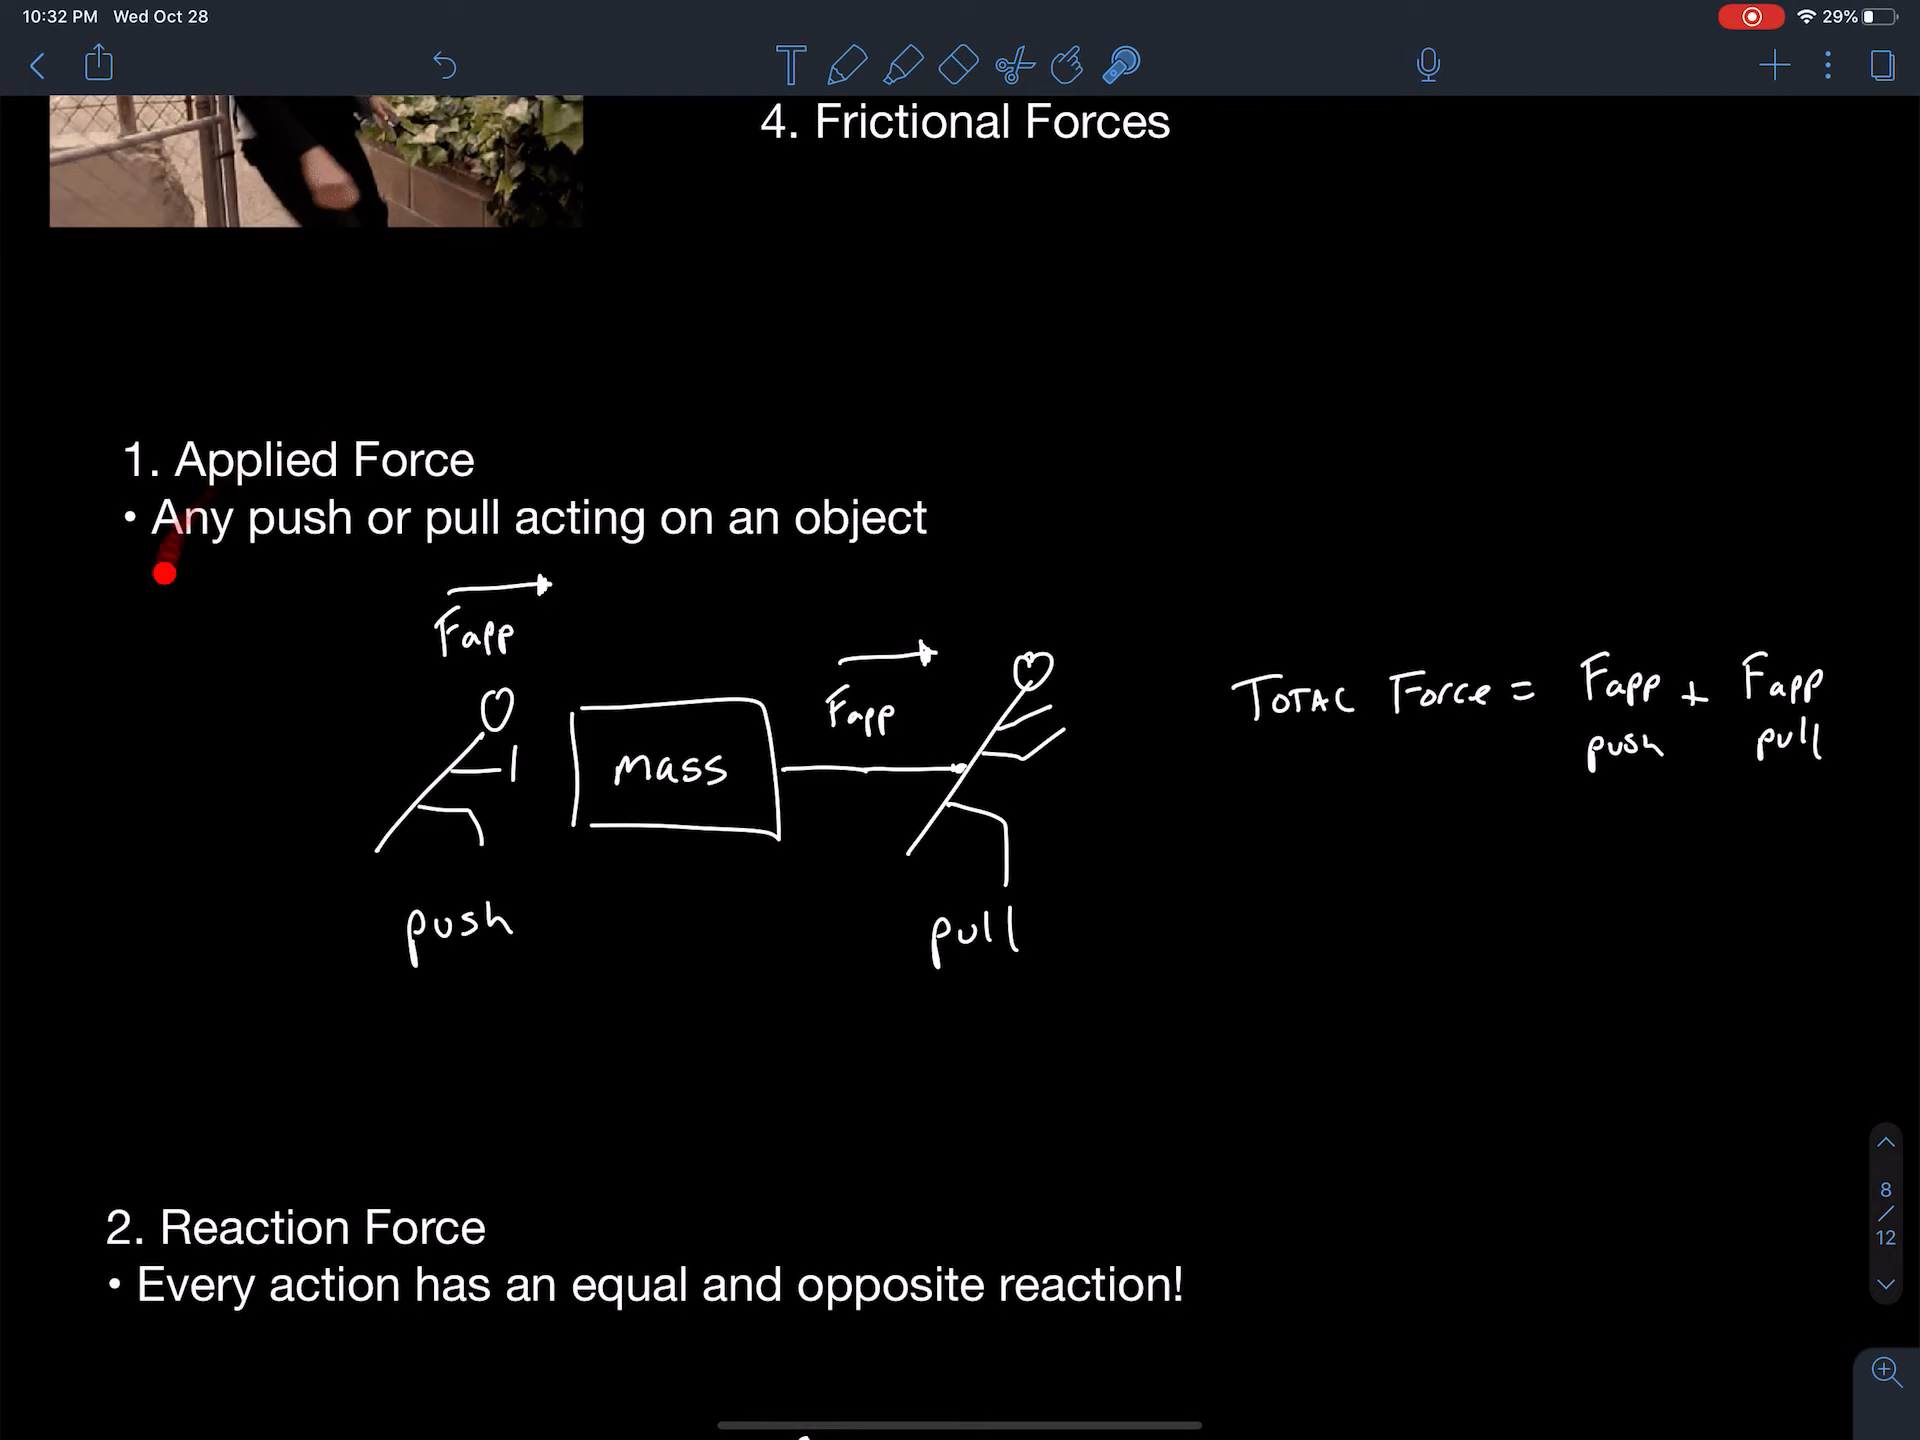 10:32 PM Wed Oct 28
29%
4. Frictional Forces
1. Applied Force
• Any push or pull acting on an object
Fapp
Fapp
mass
TOTAL Force = Fapp + Fapp
push pull
push
pull
8
/
12
2. Reaction Force
• Every action has an equal and opposite reaction!